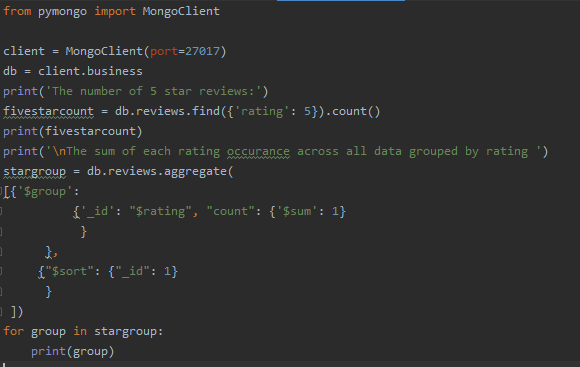 from pymongo import MongoClient

client = MongoClient(port=27017)
db = client.business
print('The number of 5 star reviews:')
fivestarcount = db.reviews.find({'rating': 5}).count()
print(fivestarcount)
print('\nThe sum of each rating occurance across all data grouped by rating ')
stargroup = db.reviews.aggregate(
[{'$group':
{'_id': "$rating", "count": {'$sum': 1}
}
},
{"$sort": {"_id": 1}
}
])
for group in stargroup:
print(group)